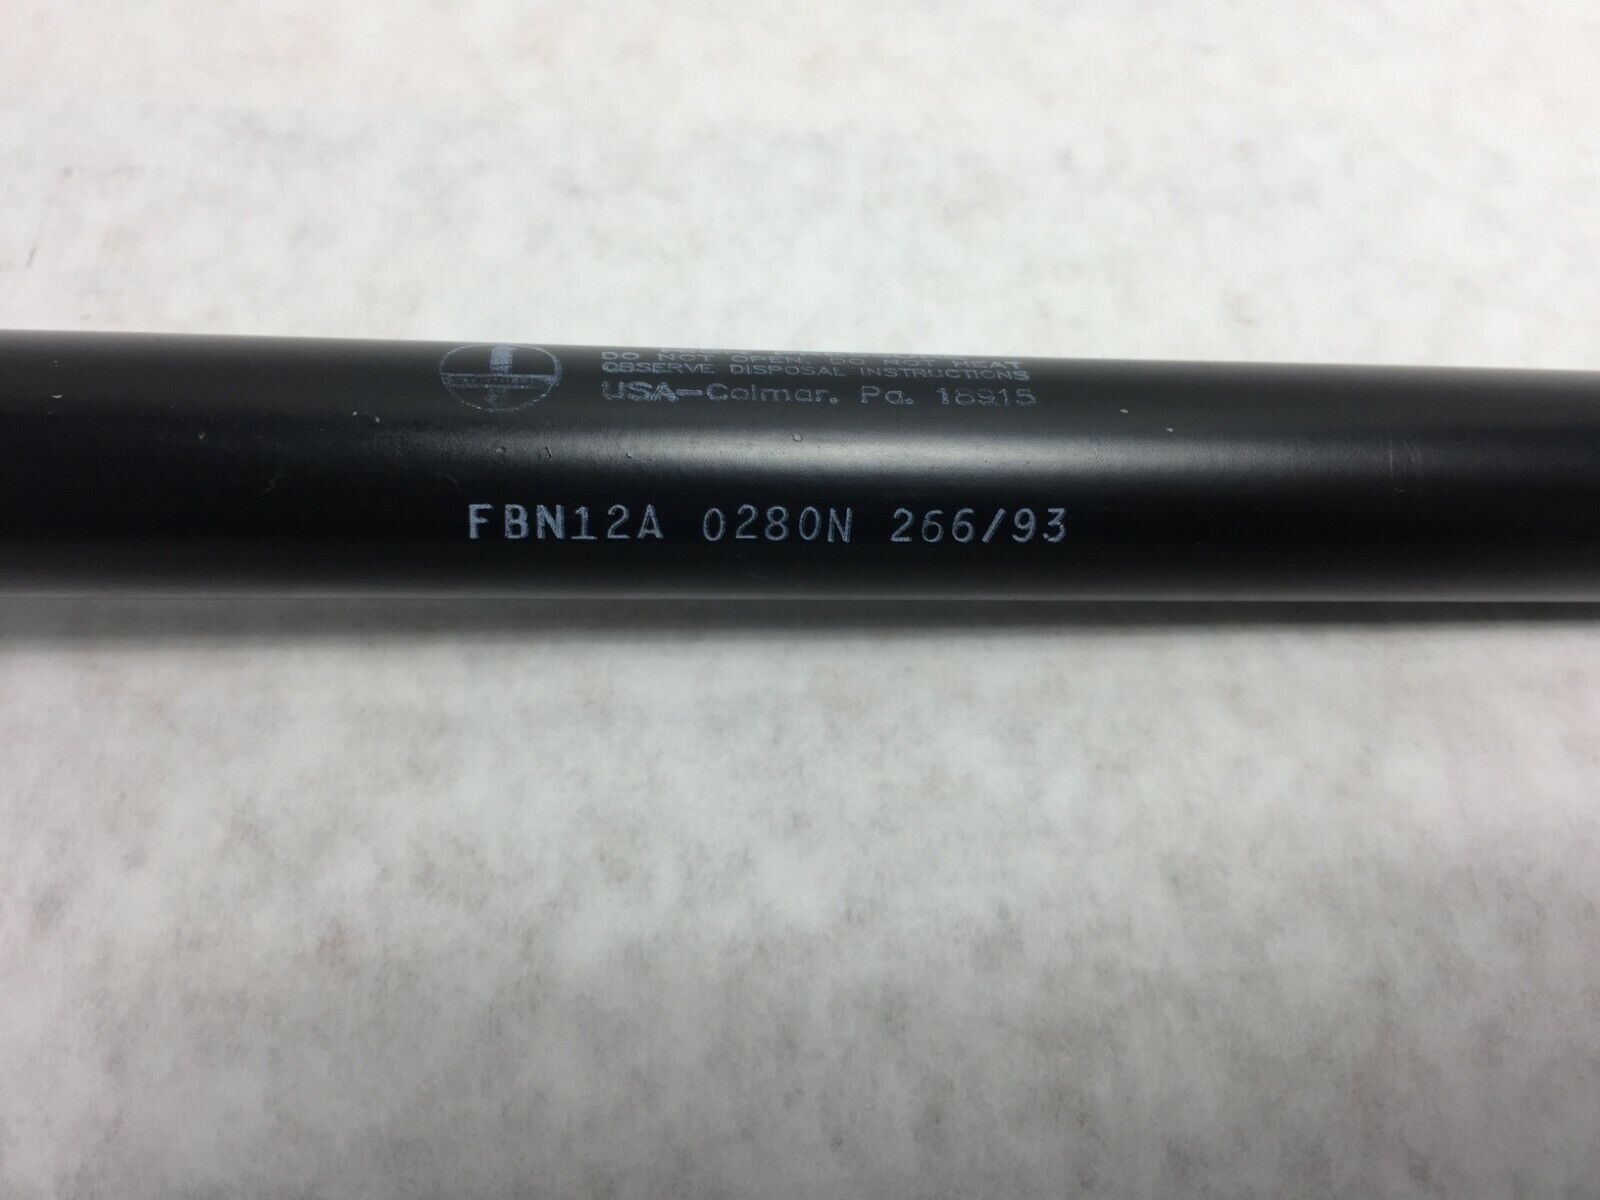 DO NOT OPEN. DO NOT HEAT
OBSERVE DISPOSAL INSTRUCTIONS
USA-Colmar, Pa. 18915
FBN12A 0280N 266/93